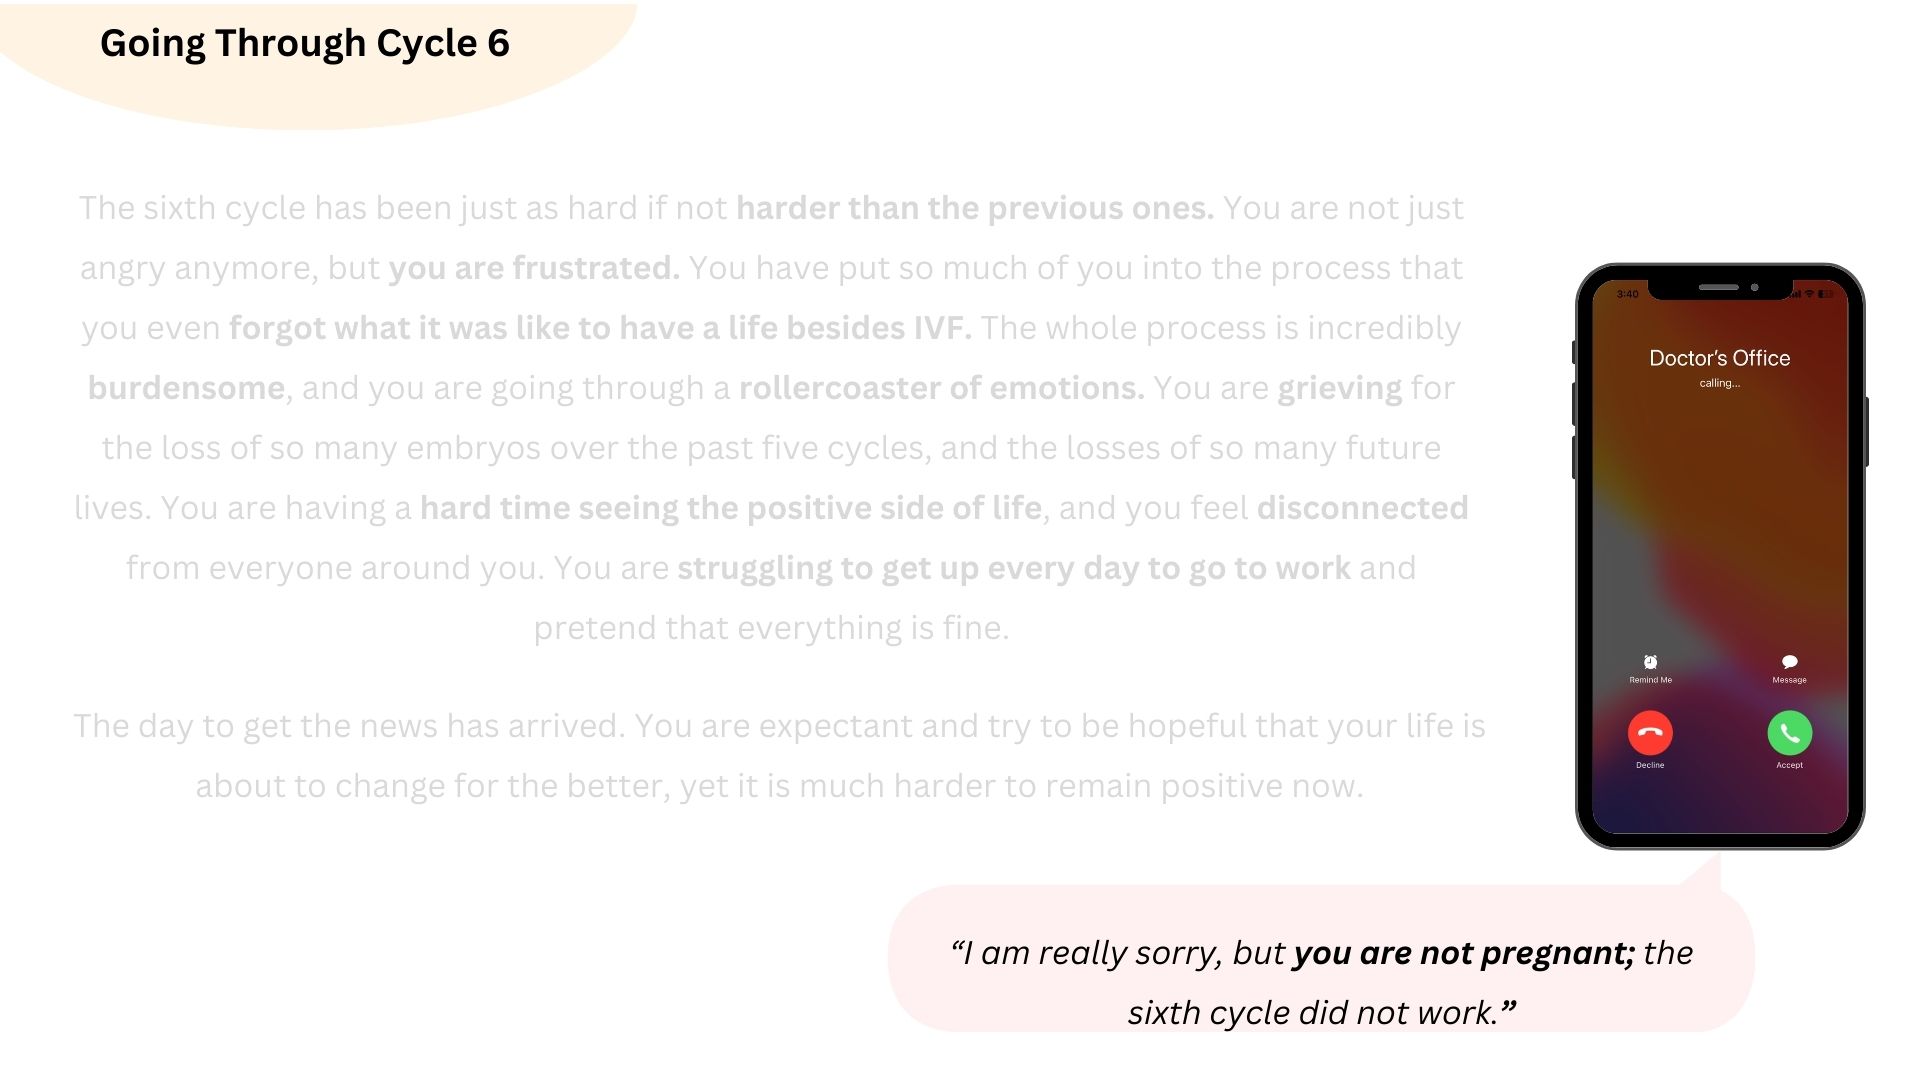 Going Through Cycle 6
The sixth cycle has been just as hard if not harder than the previous ones. You are not just
angry anymore, but you are frustrated. You have put so much of you into the process that
you even forgot what it was like to have a life besides IVF. The whole process is incredibly
burdensome, and you are going through a rollercoaster of emotions. You are grieving for
the loss of so many embryos over the past five cycles, and the losses of so many future
lives. You are having a hard time seeing the positive side of life, and you feel disconnected
from everyone around you. You are struggling to get up every day to go to work and
pretend that everything is fine.
The day to get the news has arrived. You are expectant and try to be hopeful that your life is
about to change for the better, yet it is much harder to remain positive now.
3:40
Doctor’s Office
calling...
Remind Me Message
Decline Accept
“I am really sorry, but you are not pregnant; the
sixth cycle did not work.”